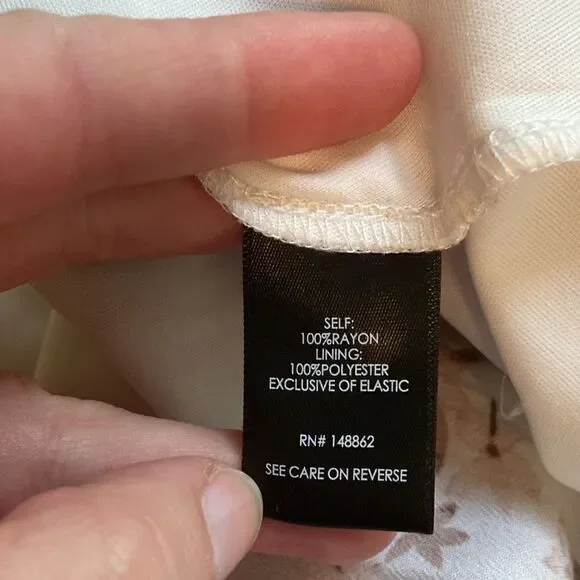 SELF:
100%RAYON
LINING:
100%POLYESTER
EXCLUSIVE OF ELASTIC
RN# 148862
SEE CARE ON REVERSE